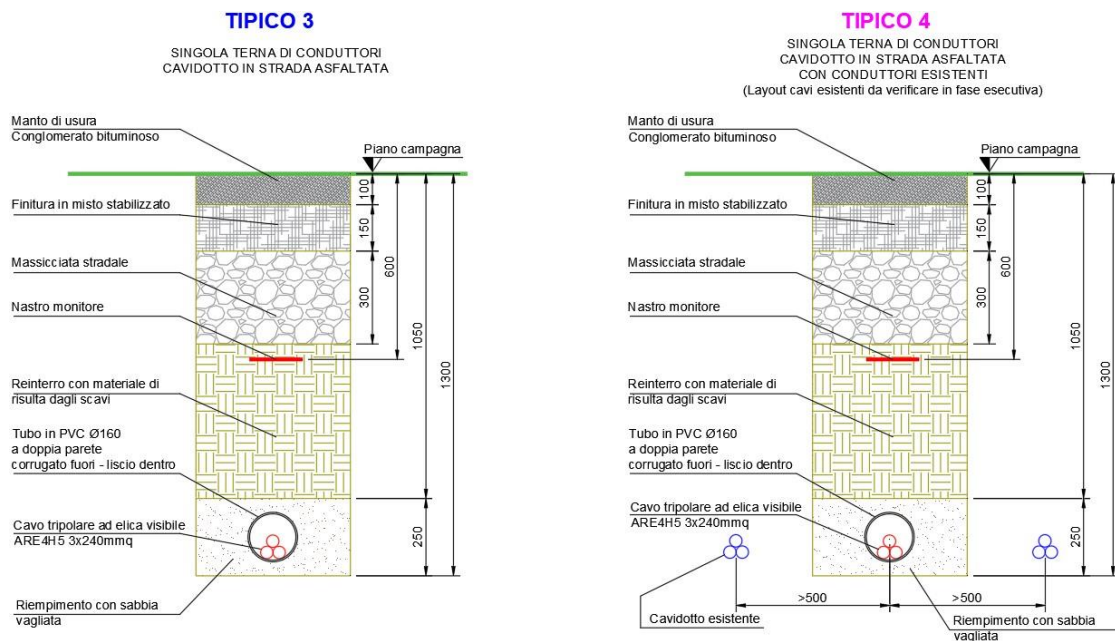 TIPICO 3
SINGOLA TERNA DI CONDUTTORI
CAVIDOTTO IN STRADA ASFALTATA
Manto di usura
Conglomerato bituminoso
Piano campagna
100
Finitura in misto stabilizzato
150
Massicciata stradale
600
300
Nastro monitore
1050
1300
Reinterro con materiale di
risulta dagli scavi
Tubo in PVC Ø160
a doppia parete
corrugato fuori - liscio dentro
Cavo tripolare ad elica visibile
ARE4H5 3x240mmq
250
Riempimento con sabbia
vagliata
TIPICO 4
SINGOLA TERNA DI CONDUTTORI
CAVIDOTTO IN STRADA ASFALTATA
CON CONDUTTORI ESISTENTI
(Layout cavi esistenti da verificare in fase esecutiva)
Manto di usura
Conglomerato bituminoso
Piano campagna
100
Finitura in misto stabilizzato
150
Massicciata stradale
600
300
Nastro monitore
1050
1300
Reinterro con materiale di
risulta dagli scavi
Tubo in PVC Ø160
a doppia parete
corrugato fuori - liscio dentro
Cavo tripolare ad elica visibile
ARE4H5 3x240mmq
250
>500
>500
Cavidotto esistente
Riempimento con sabbia
vagliata